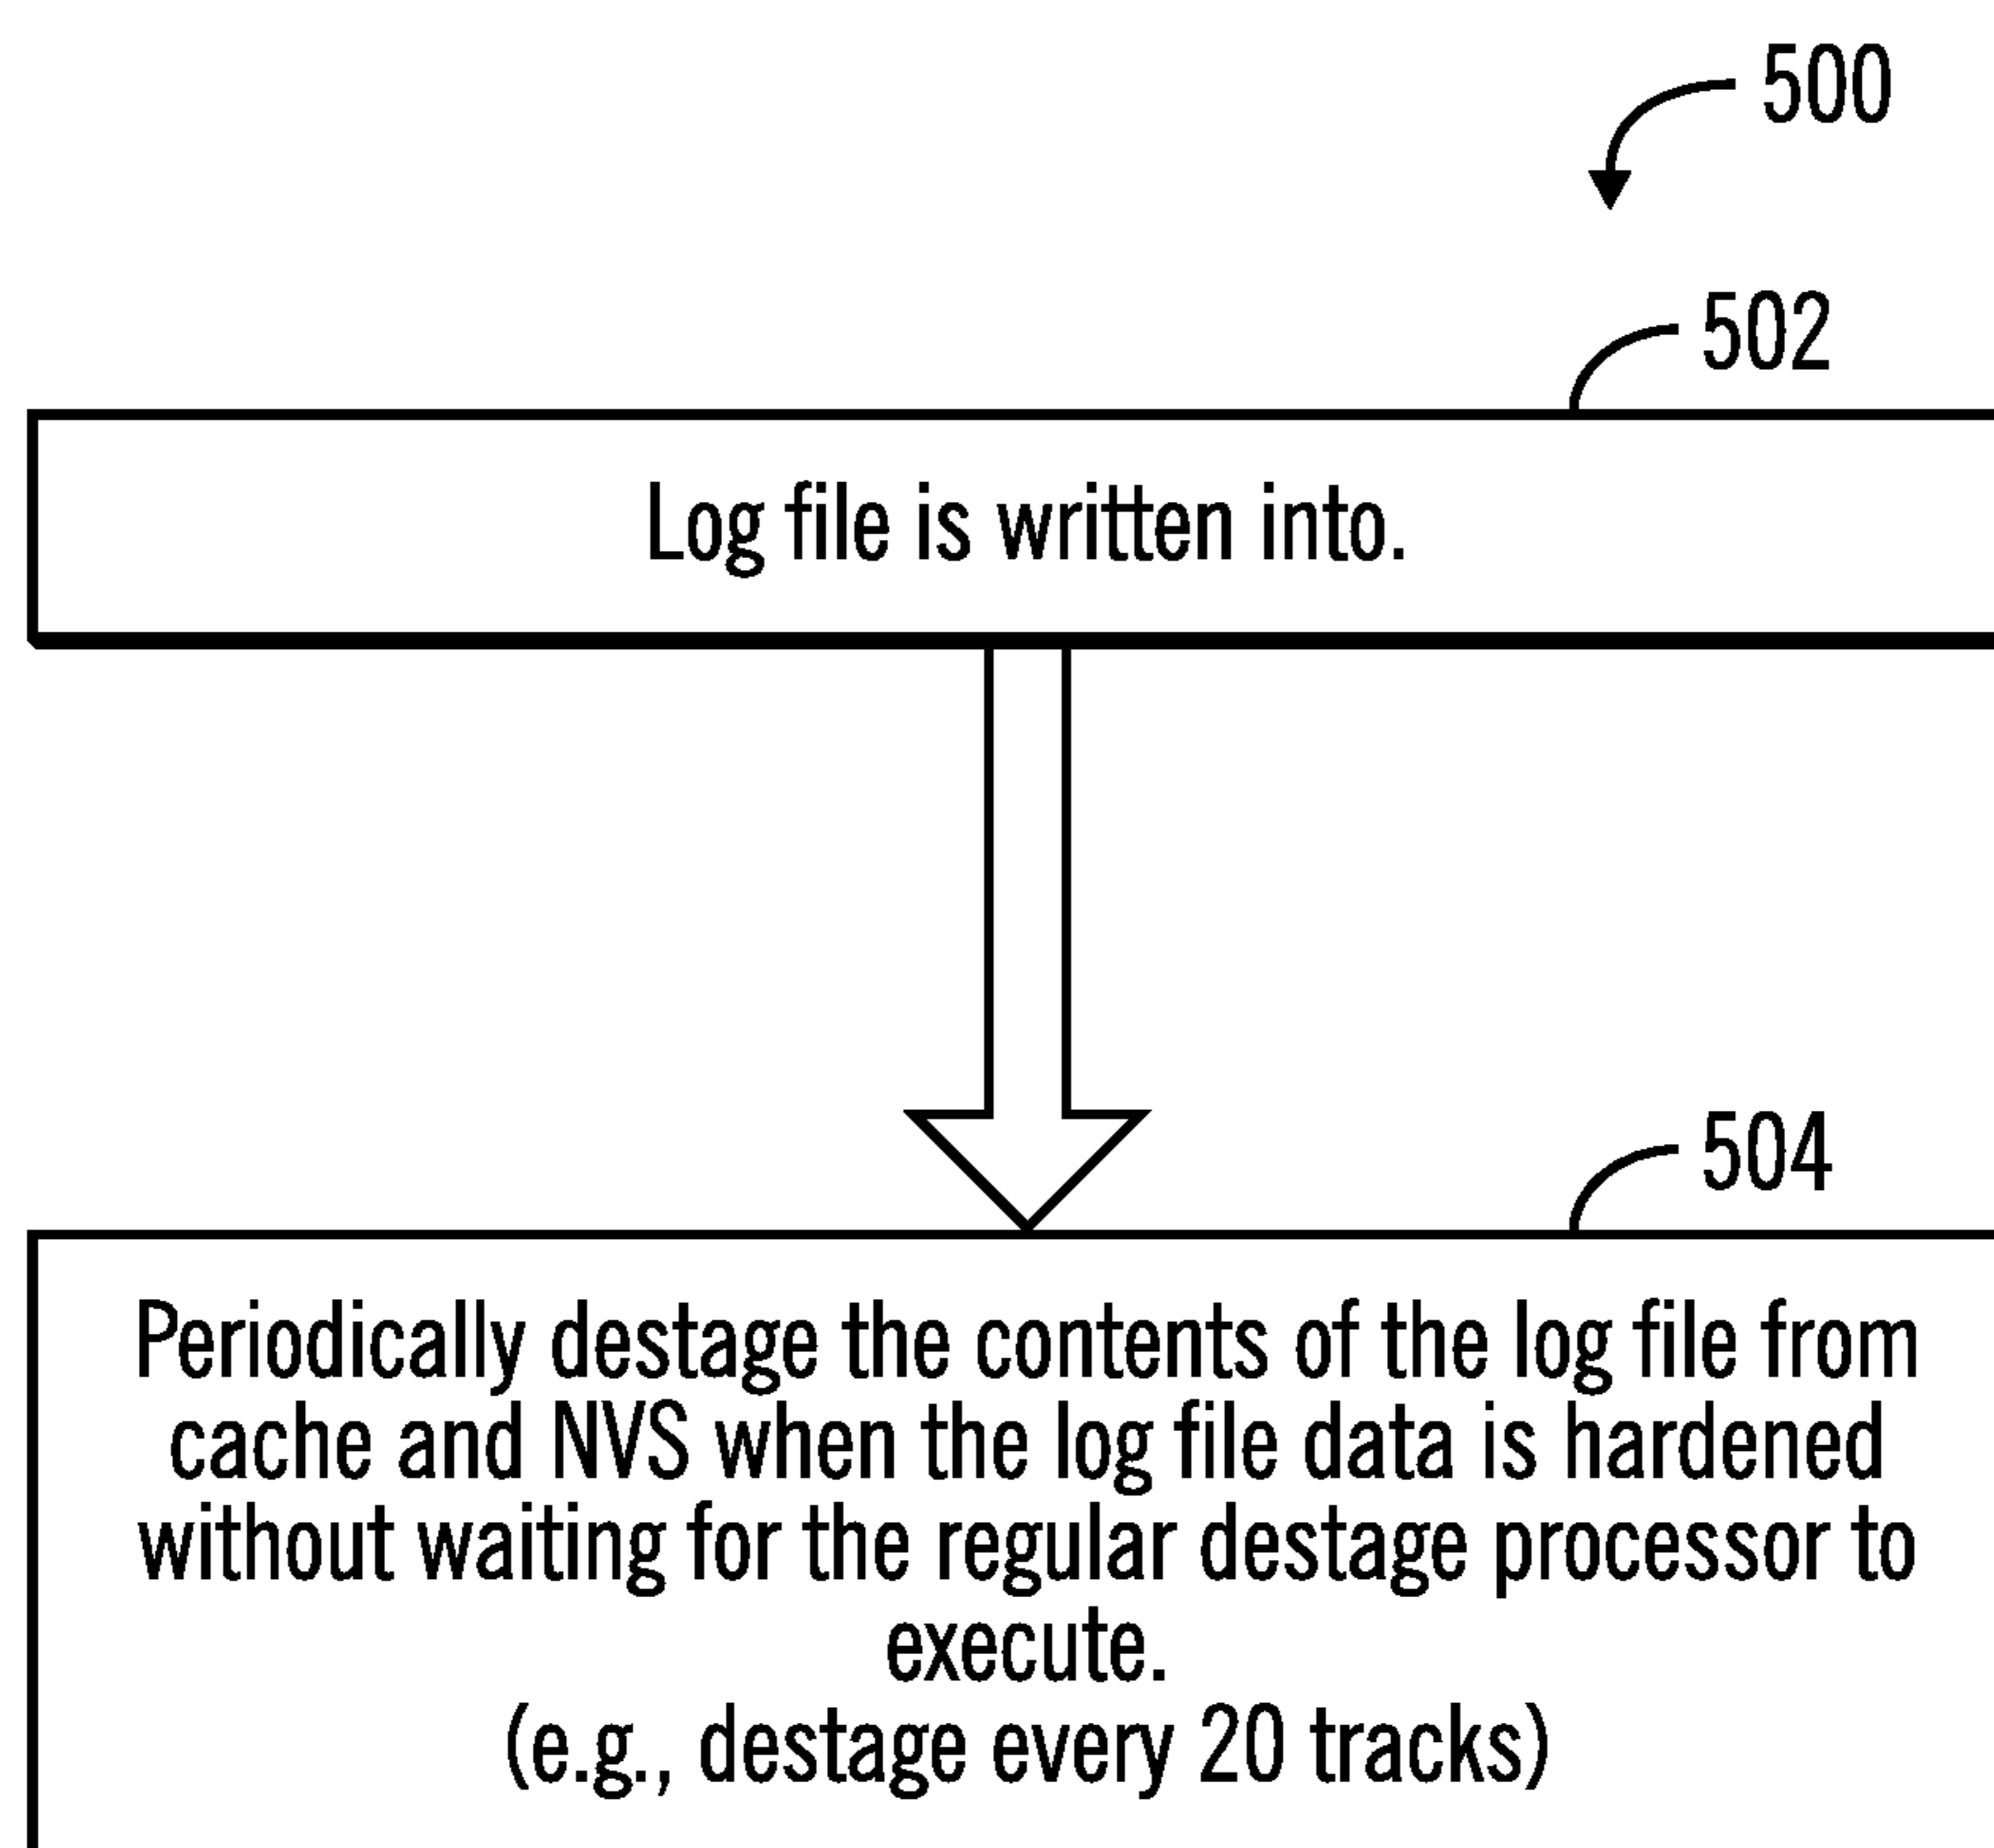 500
502
Log file is written into.
504
Periodically destage the contents of the log file from
cache and NVS when the log file data is hardened
without waiting for the regular destage processor to
execute.
(e.g., destage every 20 tracks)